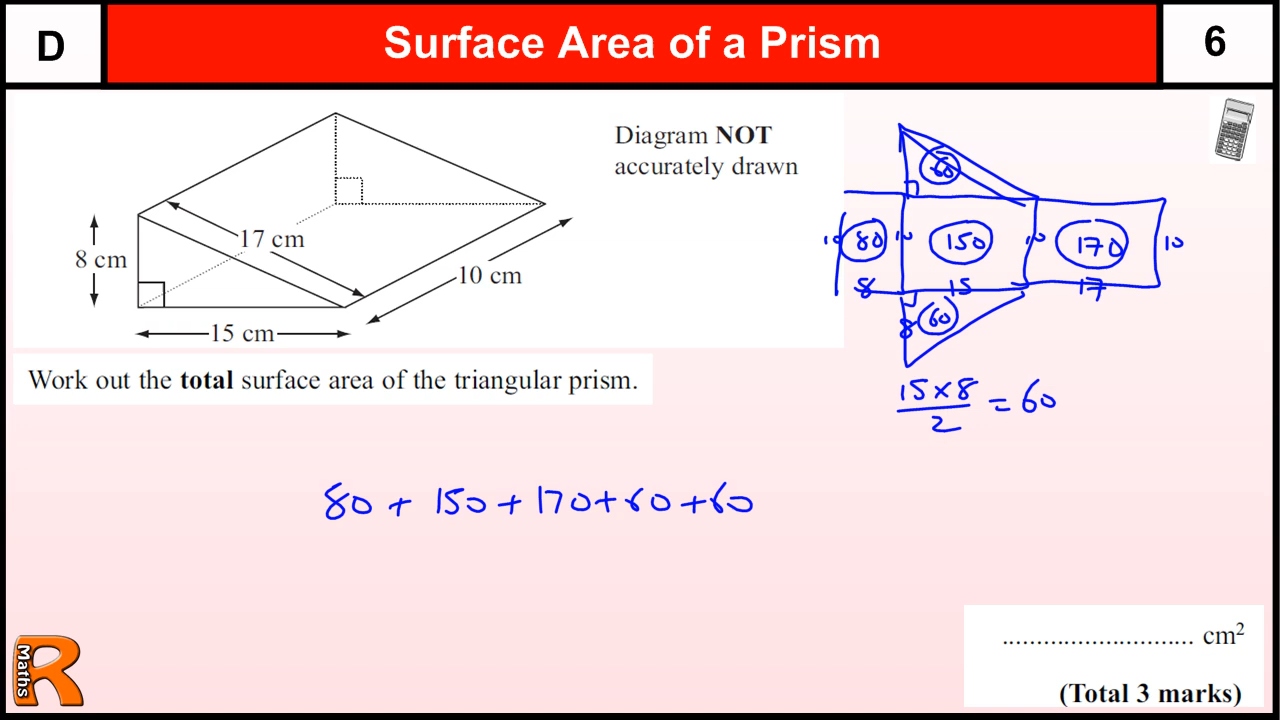 D
Surface Area of a Prism
6
Diagram NOT
accurately drawn
17 cm
8 cm
10 cm
15 cm
60
10
80
10
150
10
170
10
8
15
17
8
60
Work out the total surface area of the triangular prism.
15 × 8
2
= 60
80 + 150 + 170 + 60 + 60
............................ cm²
(Total 3 marks)
R
Maths